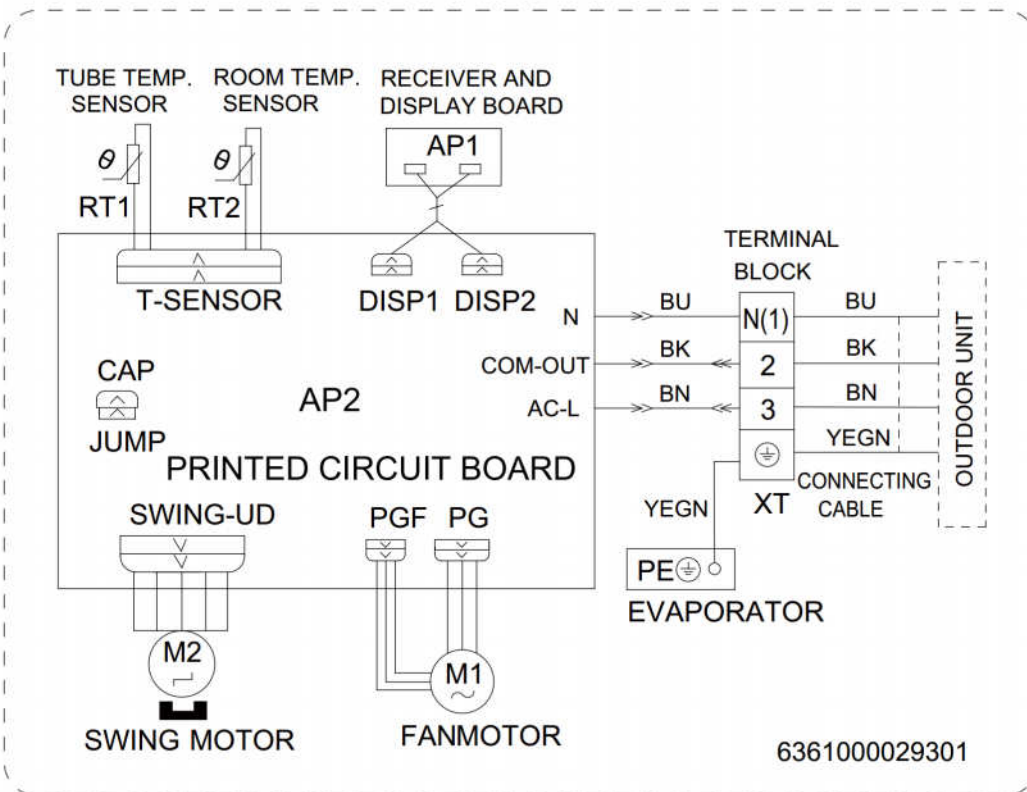 TUBE TEMP.
SENSOR
ROOM TEMP.
SENSOR
RECEIVER AND
DISPLAY BOARD
AP1
θ
RT1
θ
RT2
T-SENSOR
DISP1
DISP2
TERMINAL
BLOCK
N
BU
N(1)
BU
COM-OUT
BK
2
BK
AC-L
BN
3
BN
YEGN
OUTDOOR UNIT
CAP
JUMP
AP2
PRINTED CIRCUIT BOARD
XT
CONNECTING
CABLE
YEGN
PE
EVAPORATOR
SWING-UD
PGF
PG
M2
SWING MOTOR
M1
FANMOTOR
6361000029301